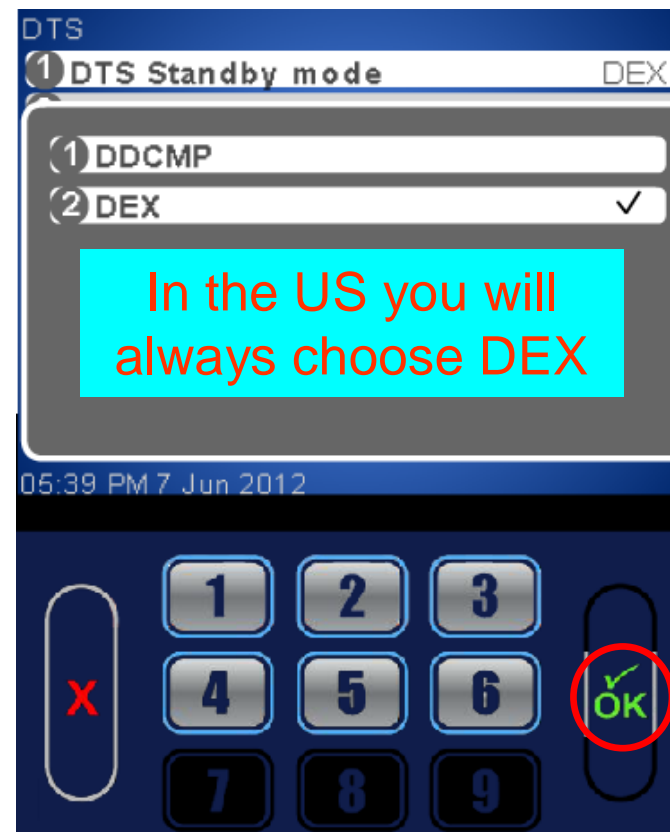 DTS
1 DTS Standby mode DEX
1 DDCMP
2 DEX ✓
In the US you will
always choose DEX
05:39 PM 7 Jun 2012
1 2 3
X 4 5 6 OK
7 8 9